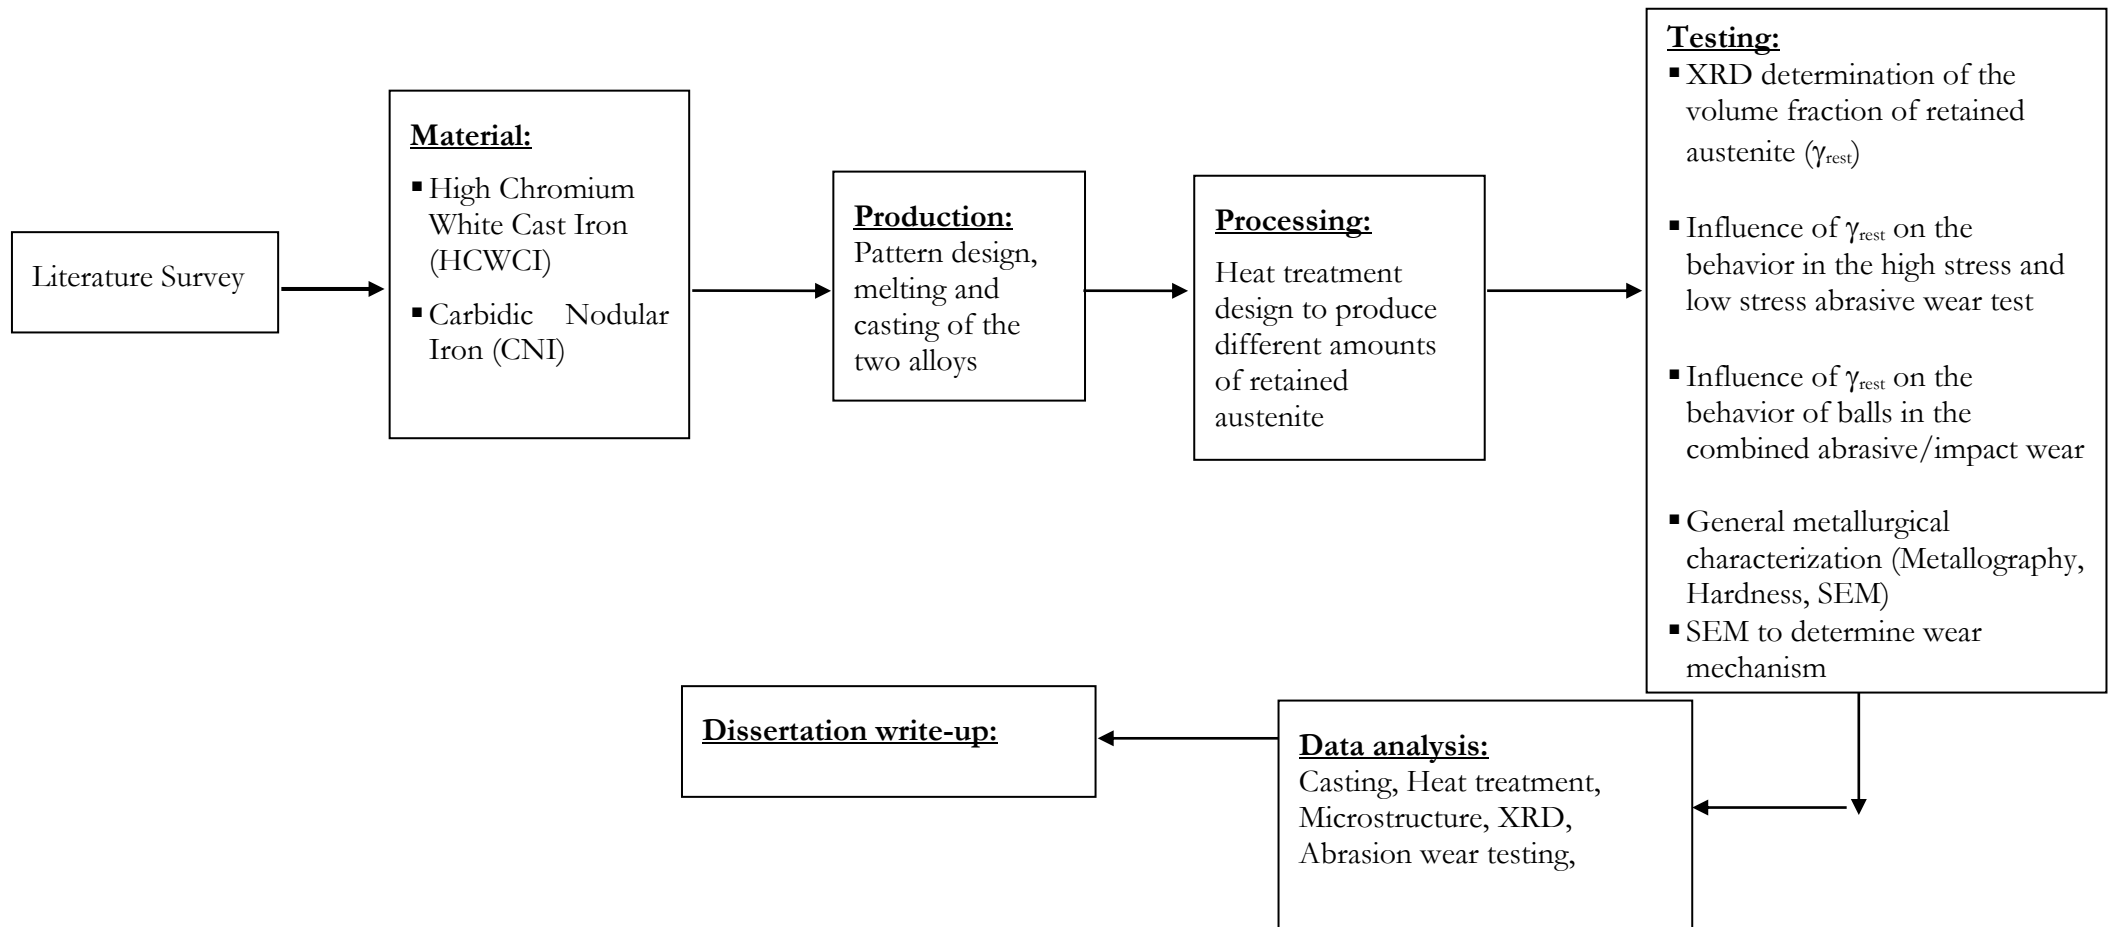 Literature Survey
Material:
▪ High Chromium
White Cast Iron
(HCWCI)
▪ Carbidic Nodular
Iron (CNI)
Production:
Pattern design,
melting and
casting of the
two alloys
Processing:
Heat treatment
design to produce
different amounts
of retained
austenite
Testing:
▪ XRD determination of the
volume fraction of retained
austenite (γrest)
▪ Influence of γrest on the
behavior in the high stress and
low stress abrasive wear test
▪ Influence of γrest on the
behavior of balls in the
combined abrasive/impact wear
▪ General metallurgical
characterization (Metallography,
Hardness, SEM)
▪ SEM to determine wear
mechanism
Data analysis:
Casting, Heat treatment,
Microstructure, XRD,
Abrasion wear testing,
Dissertation write-up: